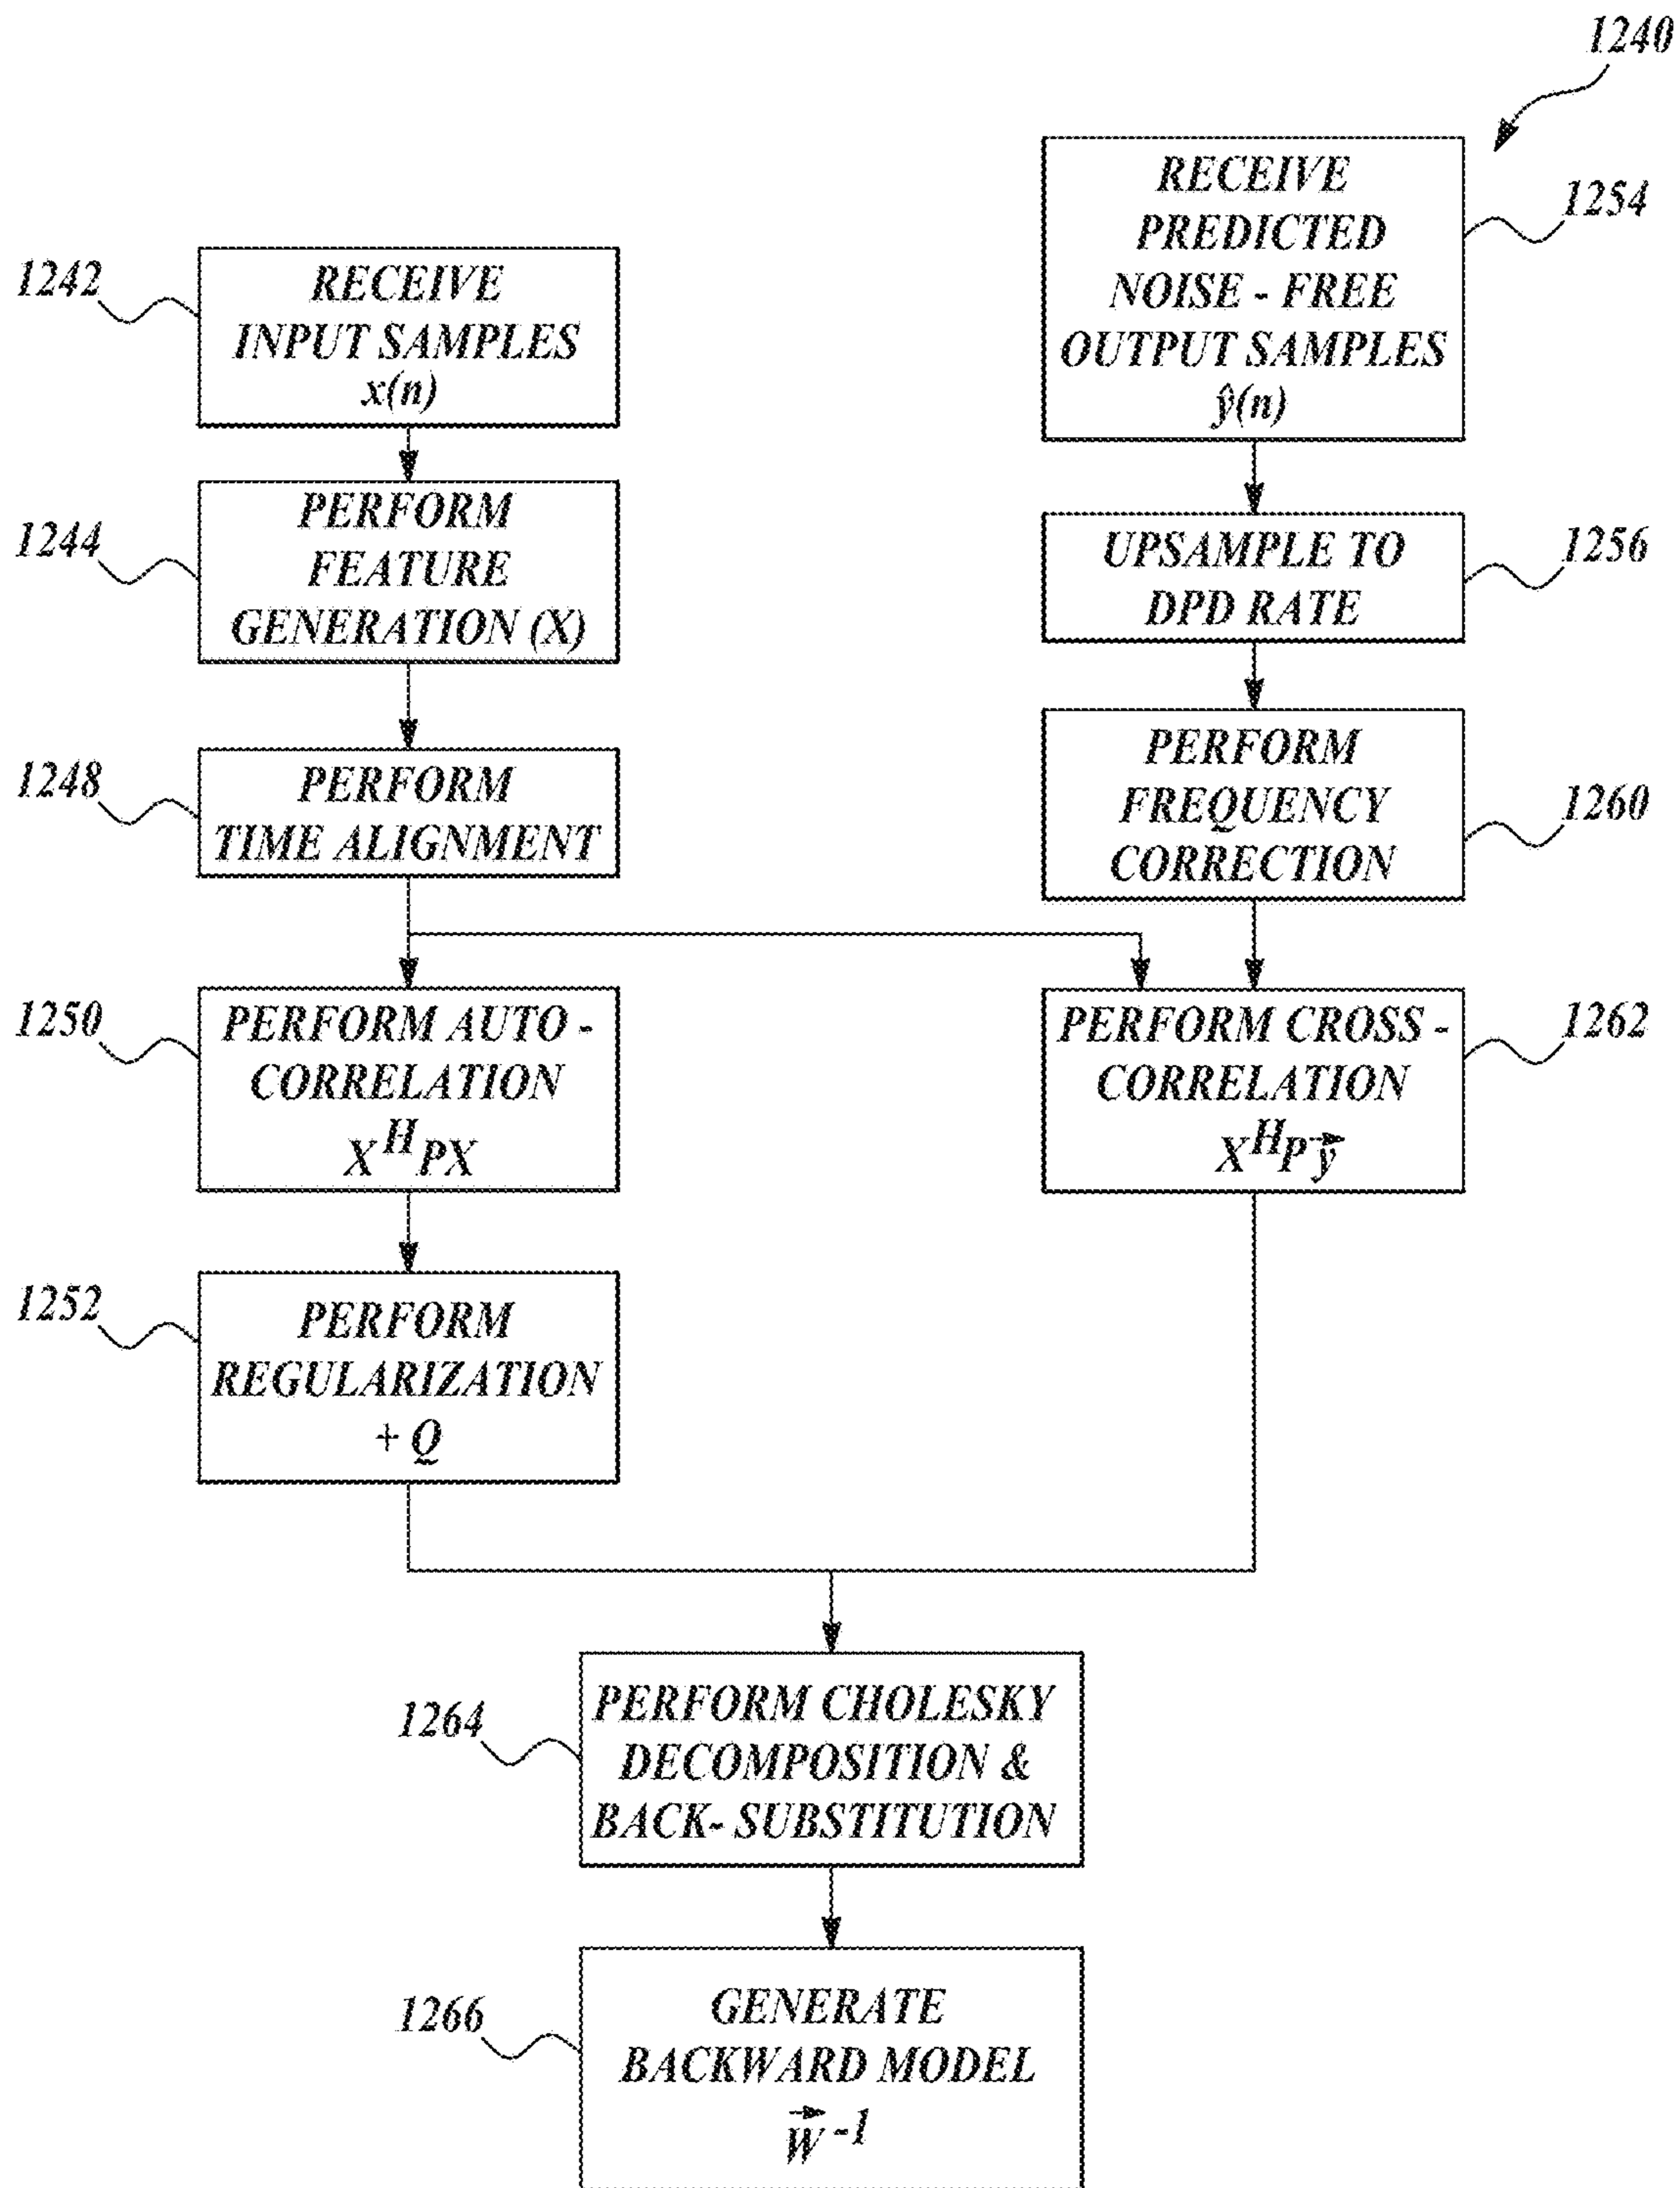 1240
1242
RECEIVE
INPUT SAMPLES
x(n)
1244
PERFORM
FEATURE
GENERATION (X)
1248
PERFORM
TIME ALIGNMENT
1250
PERFORM AUTO -
CORRELATION
X^H PX
1252
PERFORM
REGULARIZATION
+ Q
RECEIVE
PREDICTED
NOISE - FREE
OUTPUT SAMPLES
ŷ(n)
1254
UPSAMPLE TO
DPD RATE
1256
PERFORM
FREQUENCY
CORRECTION
1260
PERFORM CROSS -
CORRELATION
X^H P y⃗
1262
1264
PERFORM CHOLESKY
DECOMPOSITION &
BACK- SUBSTITUTION
1266
GENERATE
BACKWARD MODEL
w⃗ -1